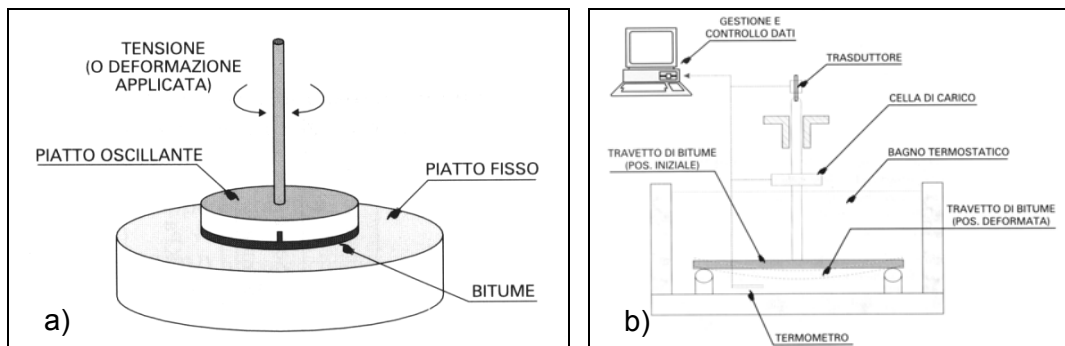 TENSIONE
(O DEFORMAZIONE
APPLICATA)
PIATTO OSCILLANTE
PIATTO FISSO
BITUME
a)
GESTIONE E
CONTROLLO DATI
TRASDUTTORE
CELLA DI CARICO
TRAVETTO DI BITUME
(POS. INIZIALE)
BAGNO TERMOSTATICO
TRAVETTO DI BITUME
(POS. DEFORMATA)
TERMOMETRO
b)